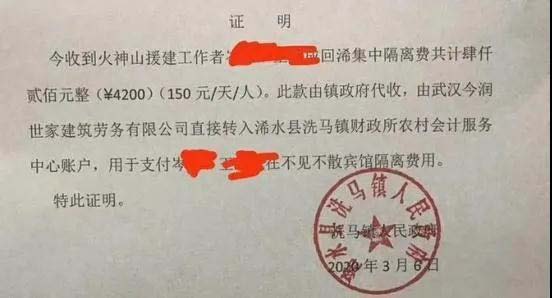 证 明
今收到火神山援建工作者 回浠集中隔离费共计肆仟
贰佰元整（¥4200）（150 元/天/人）。此款由镇政府代收，由武汉今润
世家建筑劳务有限公司直接转入浠水县洗马镇财政所农村会计服务
中心账户，用于支付岑 至 在不见不散宾馆隔离费用。
特此证明。
洗马镇人民政府
2020 年 3 月 6 日
浠水县洗马镇人民政府